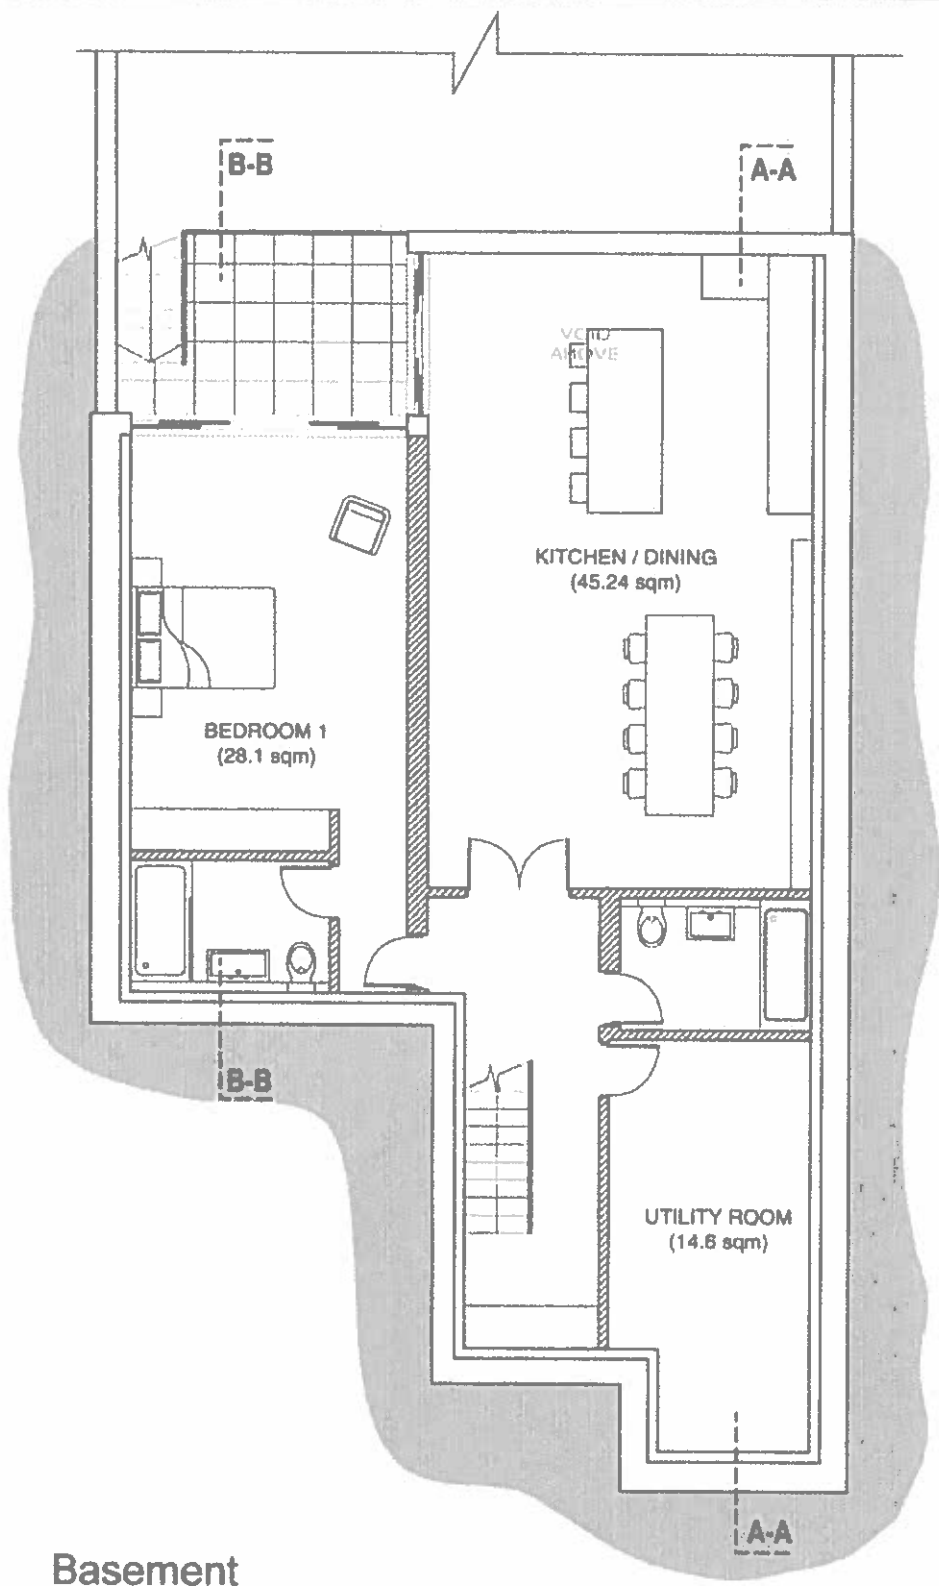 B-B
A-A
VOID
ABOVE
KITCHEN / DINING
(45.24 sqm)
BEDROOM 1
(28.1 sqm)
B-B
UTILITY ROOM
(14.6 sqm)
A-A
Basement